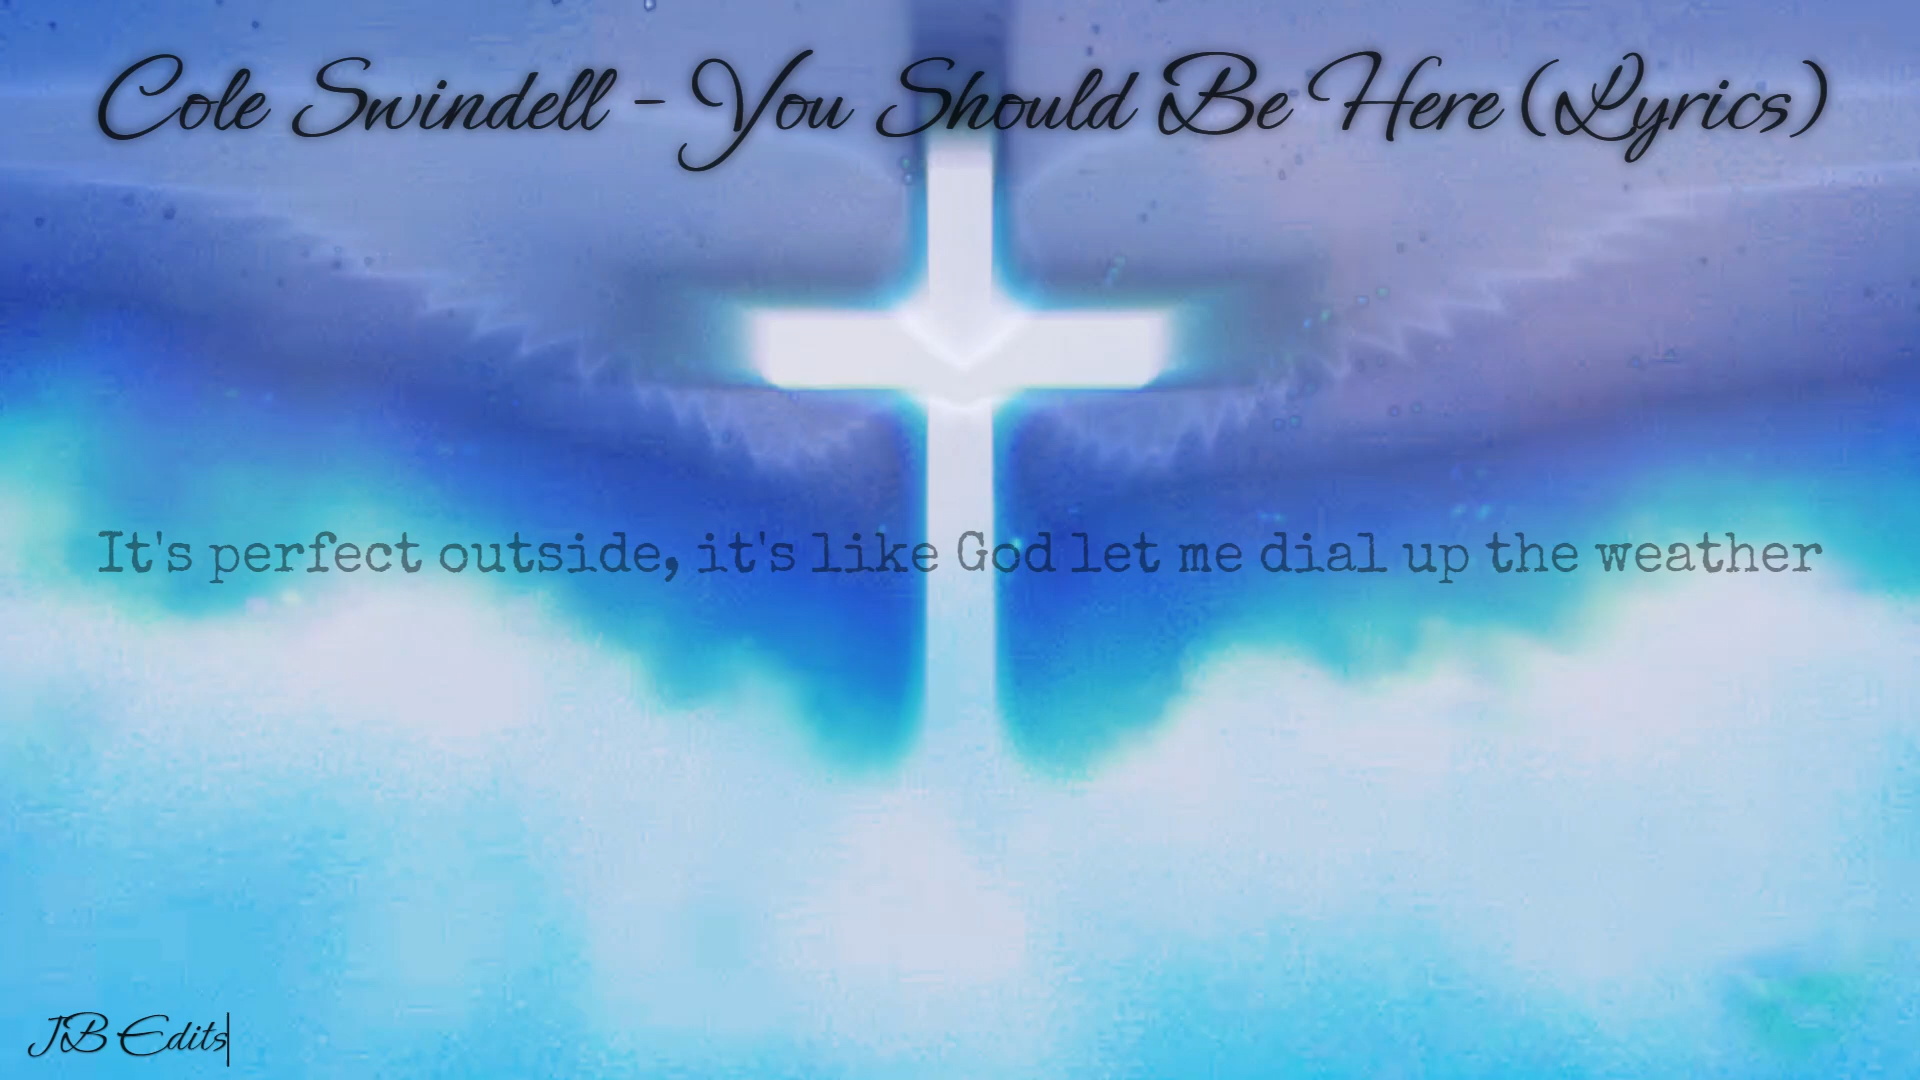 Cole Swindell - You Should Be Here (Lyrics)
It's perfect outside, it's like God let me dial up the weather
JB Edits